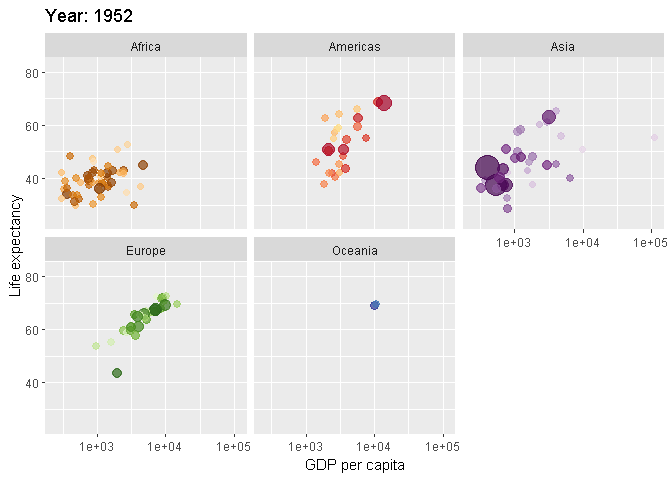 Year: 1952
Africa
Americas
Asia
80
60
40
1e+03 1e+04 1e+05
Europe
Oceania
80
60
40
1e+03 1e+04 1e+05
1e+03 1e+04 1e+05
Life expectancy
GDP per capita